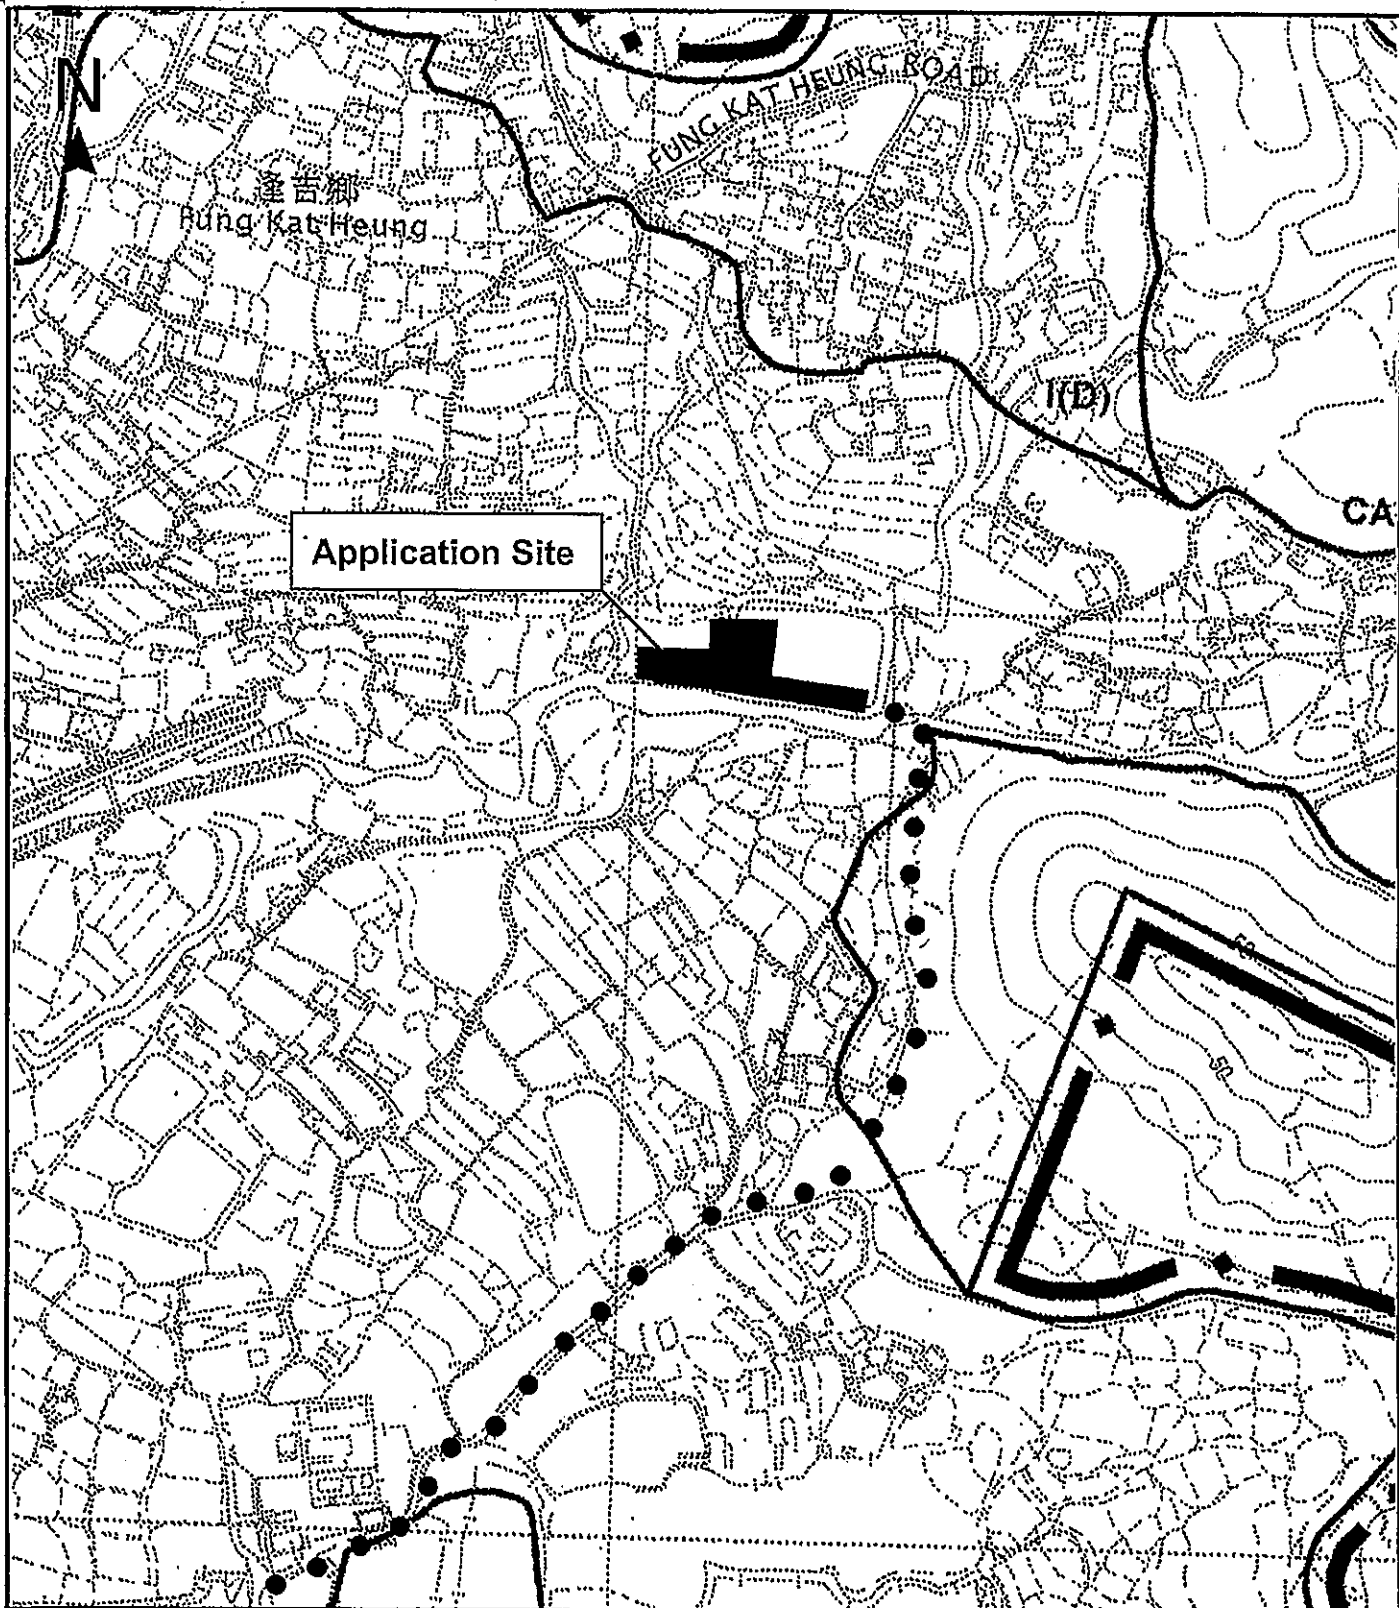 N
FUNG KAT HEUNG ROAD
逢吉鄉
Fung Kat Heung
I(D)
CA
Application Site
50
50